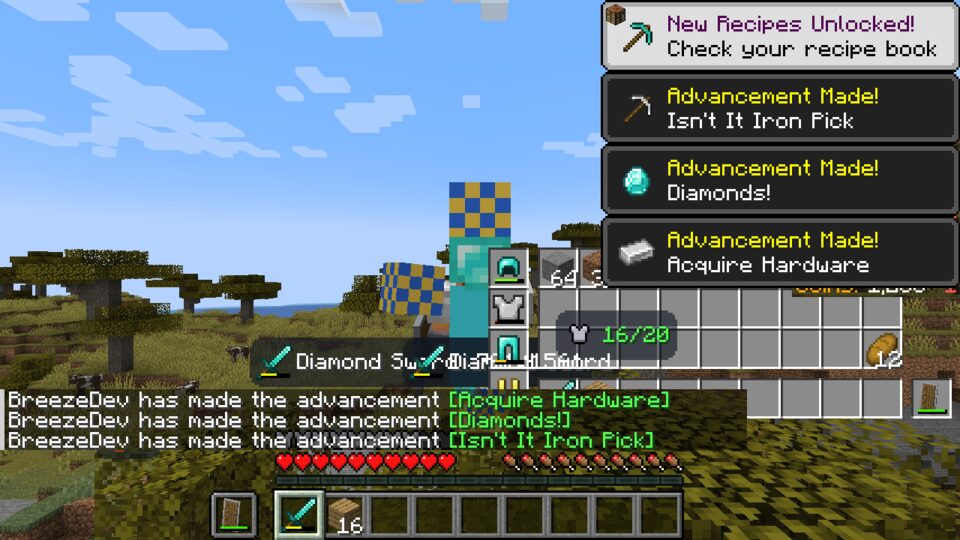 New Recipes Unlocked!
Check your recipe book
Advancement Made!
Isn't It Iron Pick
Advancement Made!
Diamonds!
Advancement Made!
Acquire Hardware
64
16/20
12
Diamond
BreezeDev has made the advancement [Acquire Hardware]
BreezeDev has made the advancement [Diamonds!]
BreezeDev has made the advancement [Isn't It Iron Pick]
16